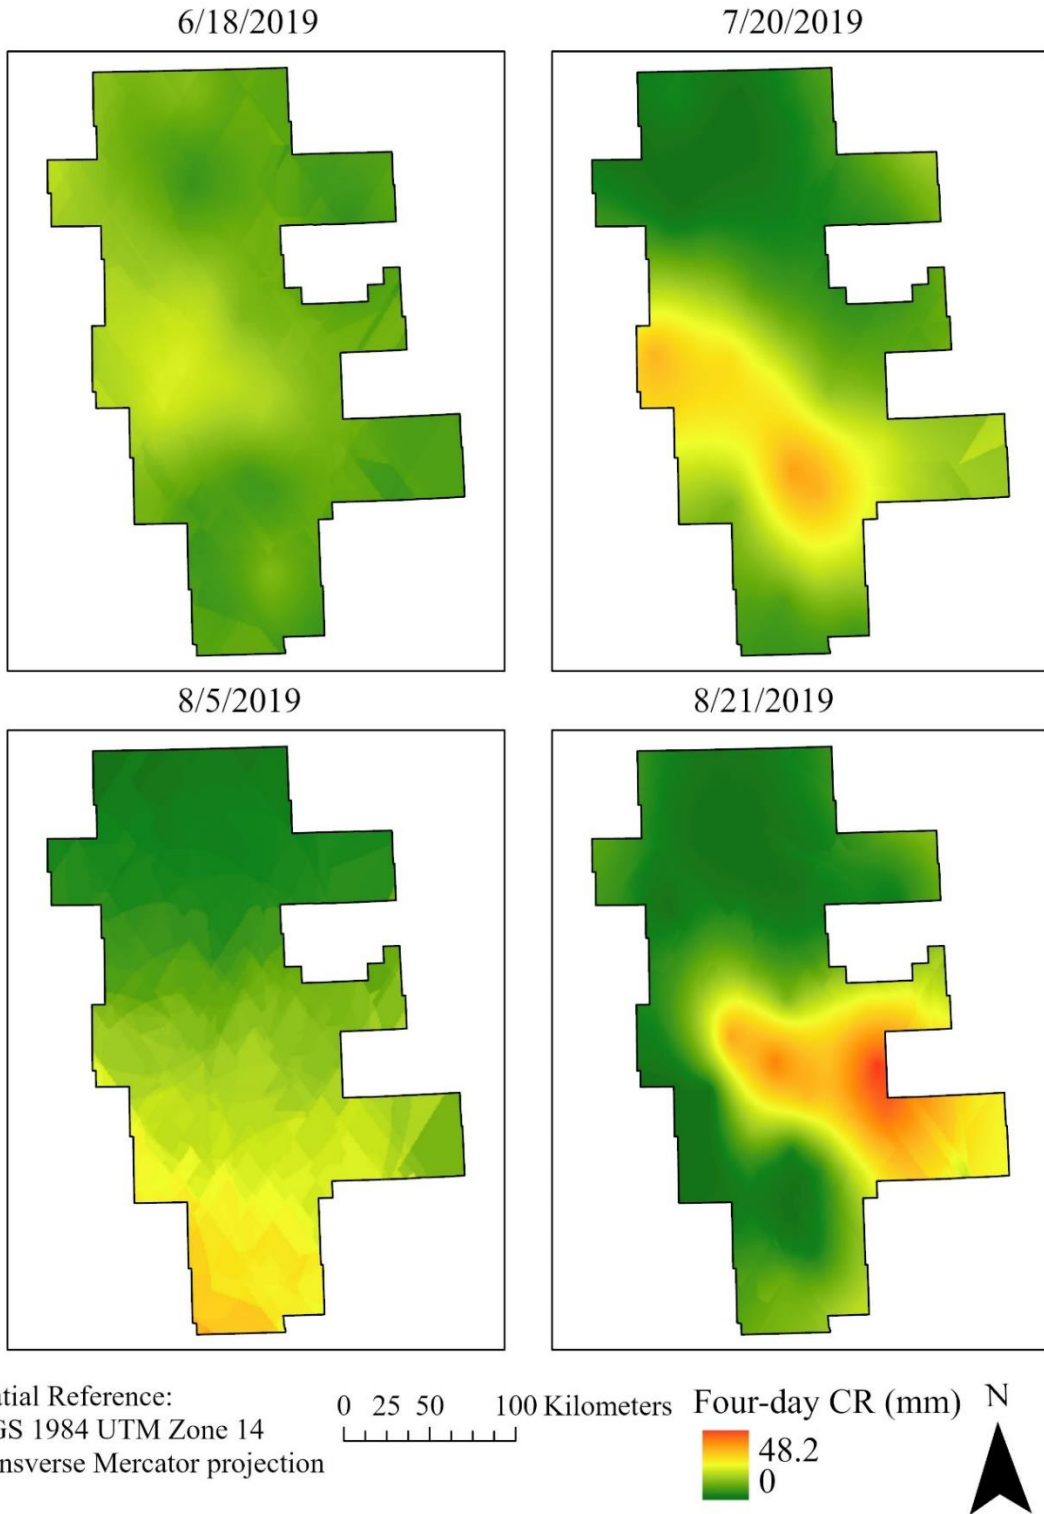 6/18/2019
7/20/2019
8/5/2019
8/21/2019
tial Reference:
GS 1984 UTM Zone 14
nsverse Mercator projection
0 25 50 100 Kilometers
Four-day CR (mm)
48.2
0
N